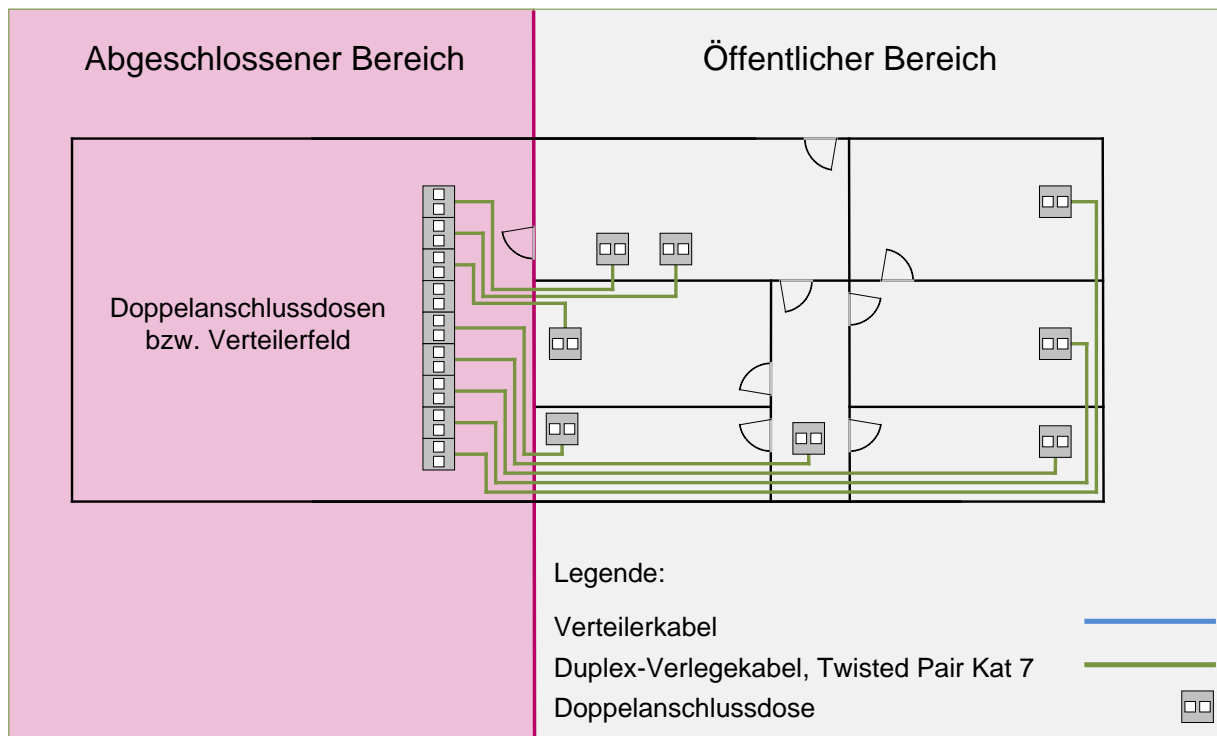 Abgeschlossener Bereich
Öffentlicher Bereich
Doppelanschlussdosen
bzw. Verteilerfeld
Legende:
Verteilerkabel
Duplex-Verlegekabel, Twisted Pair Kat 7
Doppelanschlussdose